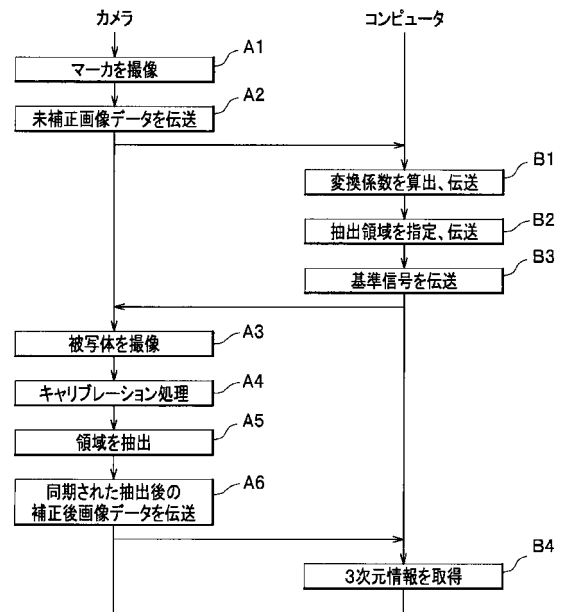 カメラ
コンピュータ
A1
マーカを撮像
A2
未補正画像データを伝送
B1
変換係数を算出、伝送
B2
抽出領域を指定、伝送
B3
基準信号を伝送
A3
被写体を撮像
A4
キャリブレーション処理
A5
領域を抽出
A6
同期された抽出後の
補正後画像データを伝送
B4
3次元情報を取得